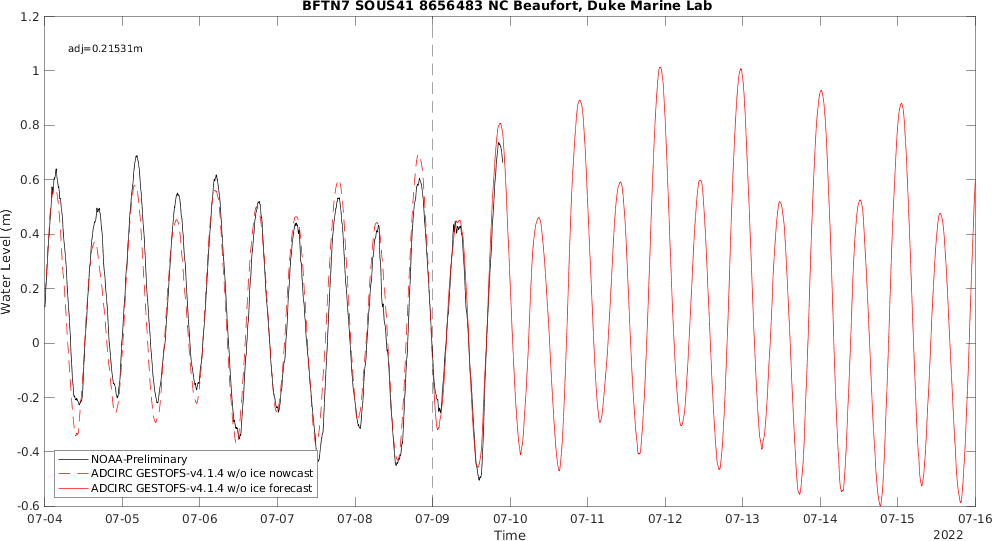 BFTN7 SOUS41 8656483 NC Beaufort, Duke Marine Lab
1.2
adj=0.21531m
1
0.8
0.6
0.4
0.2
0
-0.2
-0.4
-0.6
Water Level (m)
NOAA-Preliminary
ADCIRC GESTOFS-v4.1.4 w/o ice nowcast
ADCIRC GESTOFS-v4.1.4 w/o ice forecast
07-04 07-05 07-06 07-07 07-08 07-09 07-10 07-11 07-12 07-13 07-14 07-15 07-16
Time
2022